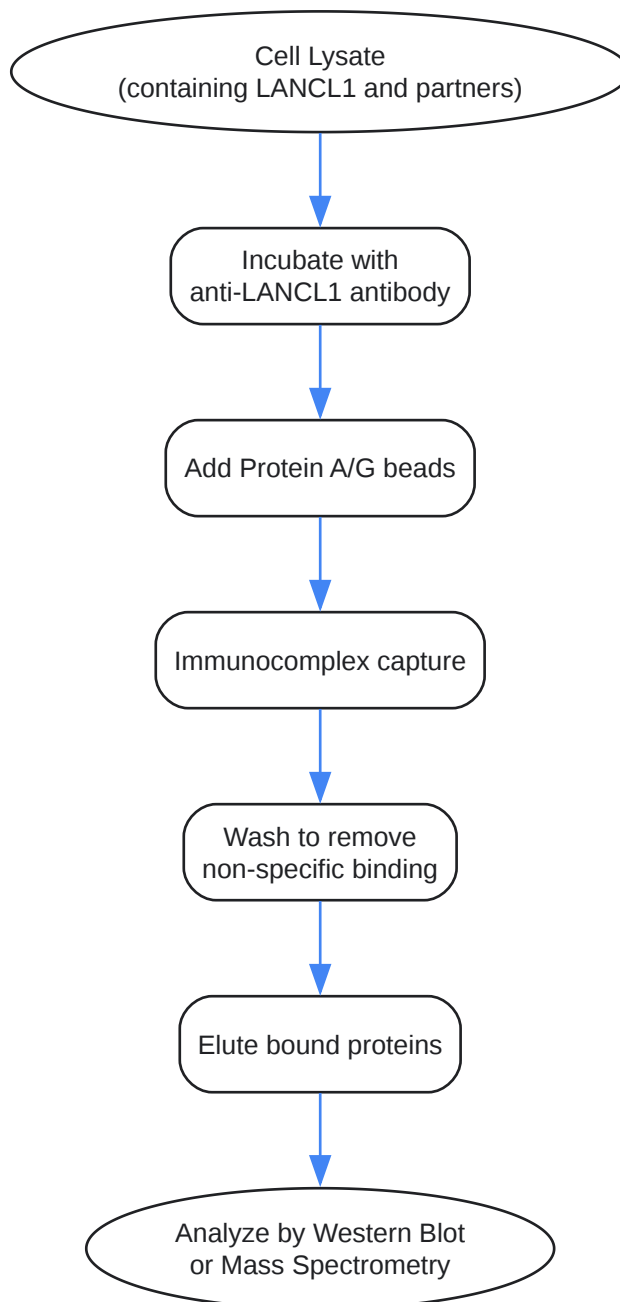 Cell Lysate
(containing LANCL1 and partners)
Incubate with
anti-LANCL1 antibody
Add Protein A/G beads
Immunocomplex capture
Wash to remove
non-specific binding
Elute bound proteins
Analyze by Western Blot
or Mass Spectrometry